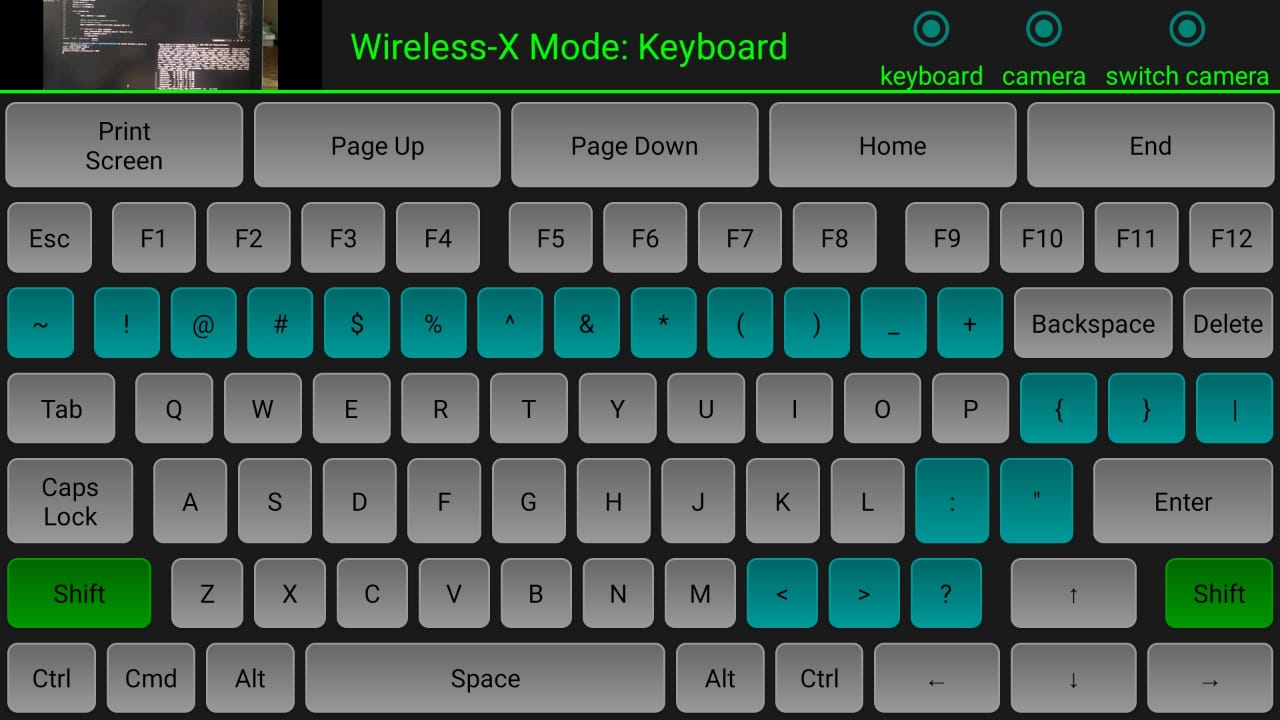 Wireless-X Mode: Keyboard
keyboard camera switch camera
Print
Screen
Page Up Page Down Home End
Esc F1 F2 F3 F4 F5 F6 F7 F8 F9 F10 F11 F12
~ ! @ # $ % ^ & * ( ) _ + Backspace Delete
Tab Q W E R T Y U I O P { } |
Caps
Lock
A S D F G H J K L : " Enter
Shift Z X C V B N M < > ? ↑ Shift
Ctrl Cmd Alt Space Alt Ctrl ← ↓ →